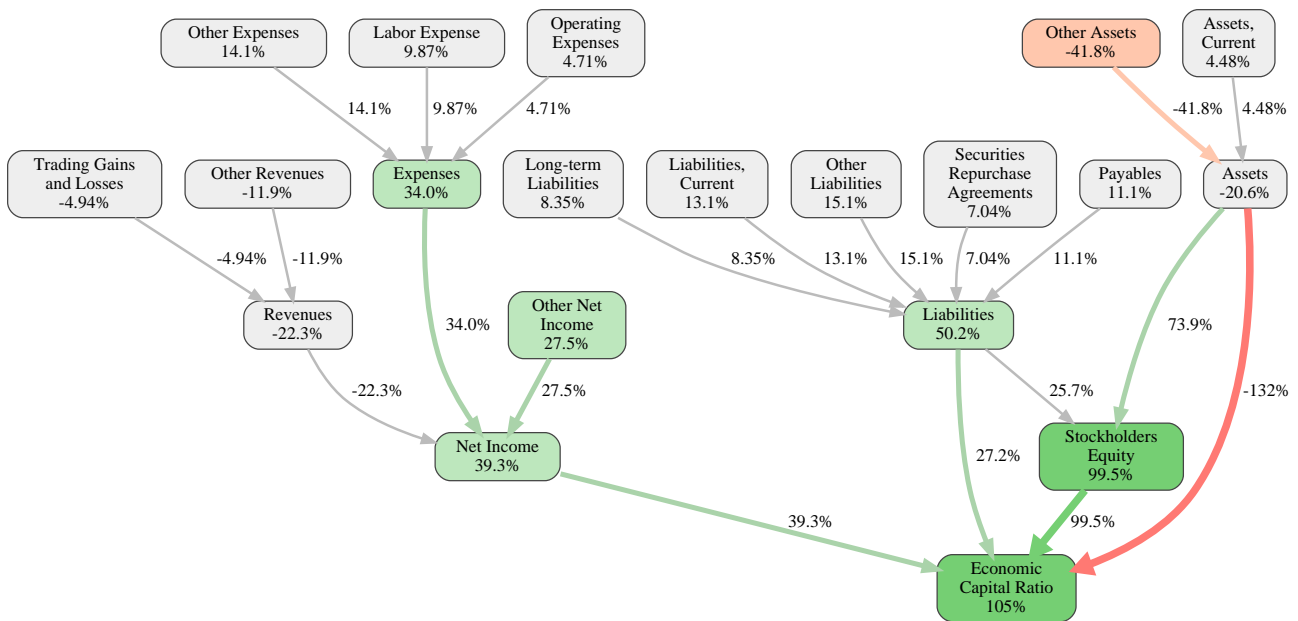 Other Expenses
14.1%
Labor Expense
9.87%
Operating
Expenses
4.71%
Other Assets
-41.8%
Assets,
Current
4.48%
14.1%
9.87%
4.71%
-41.8%
4.48%
Trading Gains
and Losses
-4.94%
Other Revenues
-11.9%
Expenses
34.0%
Long-term
Liabilities
8.35%
Liabilities,
Current
13.1%
Other
Liabilities
15.1%
Securities
Repurchase
Agreements
7.04%
Payables
11.1%
Assets
-20.6%
-4.94%
-11.9%
8.35%
13.1%
15.1%
7.04%
11.1%
Revenues
-22.3%
34.0%
Other Net
Income
27.5%
Liabilities
50.2%
73.9%
-22.3%
27.5%
25.7%
-132%
Net Income
39.3%
27.2%
Stockholders
Equity
99.5%
39.3%
99.5%
Economic
Capital Ratio
105%